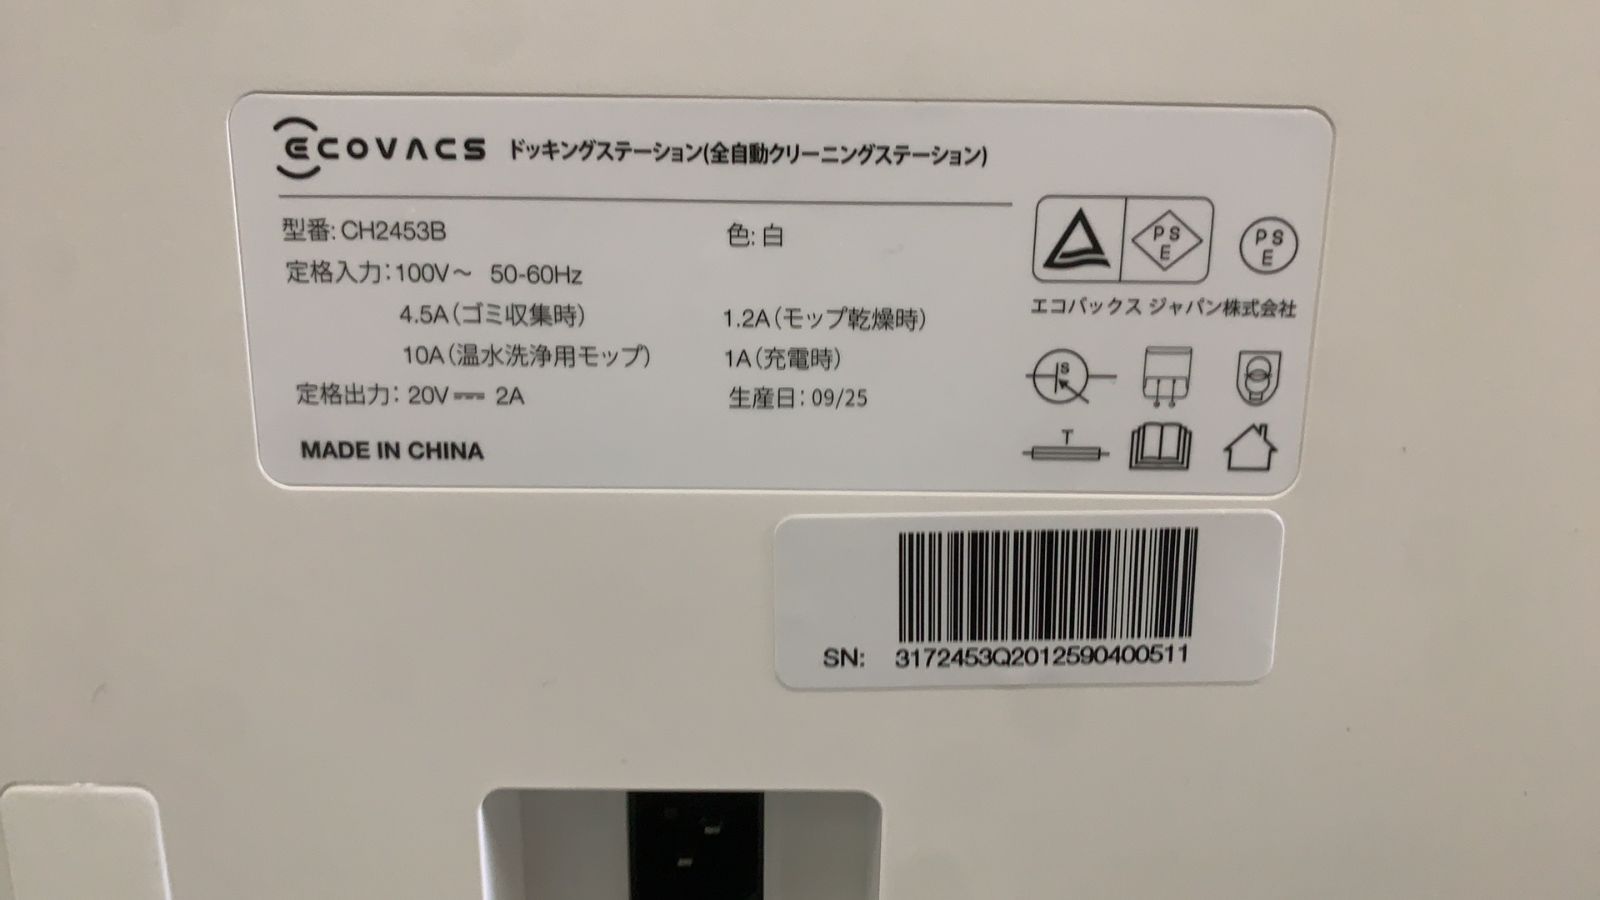 ECOVACS ドッキングステーション(全自動クリーニングステーション)
型番: CH2453B 色: 白
定格入力: 100V～ 50-60Hz
4.5A(ゴミ収集時) 1.2A(モップ乾燥時)
10A(温水洗浄用モップ) 1A(充電時)
定格出力: 20V⎓ 2A 生産日: 09/25
MADE IN CHINA
PS
E
PS
E
エコバックス ジャパン株式会社
S
T
SN: 3172453Q2012590400511